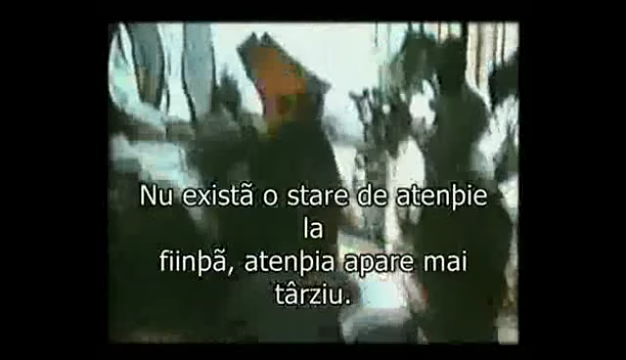 Nu existã o stare de atenþie
la
fiinþã, atenþia apare mai
târziu.